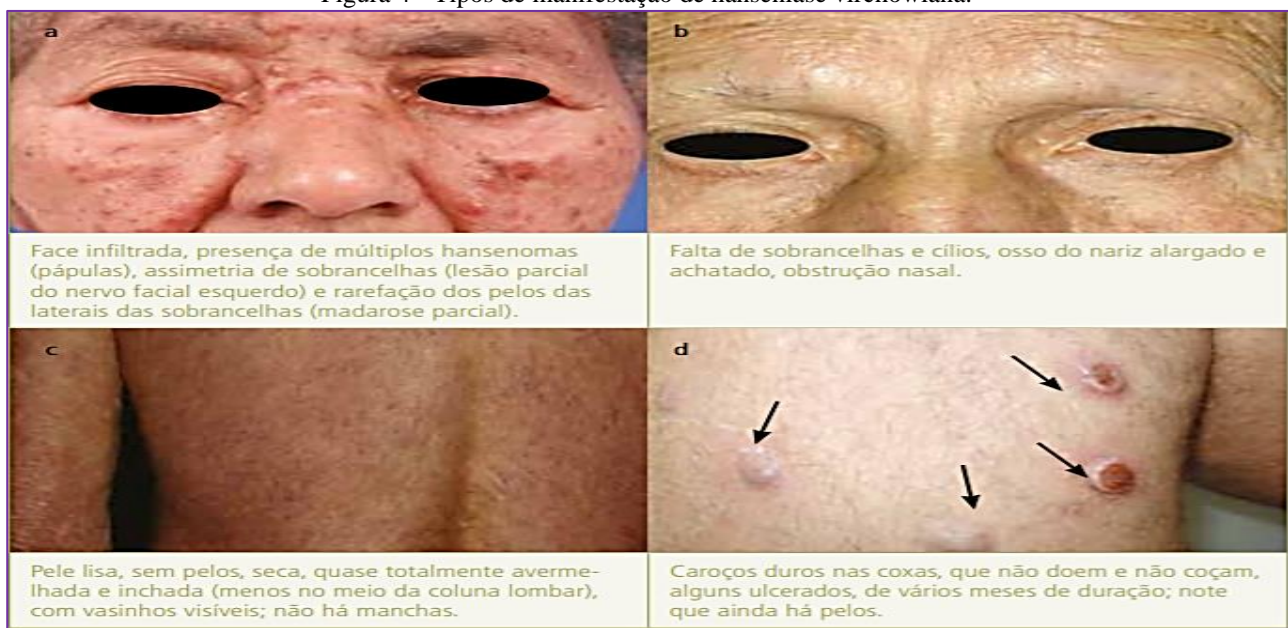 Figura 4 - Tipos de manifestação de hanseníase virchowiana.
a
b
Face infiltrada, presença de múltiplos hansenomas
(pápulas), assimetria de sobrancelhas (lesão parcial
do nervo facial esquerdo) e rarefação dos pelos das
laterais das sobrancelhas (madarose parcial).
Falta de sobrancelhas e cílios, osso do nariz alargado e
achatado, obstrução nasal.
c
d
Pele lisa, sem pelos, seca, quase totalmente averme-
lhada e inchada (menos no meio da coluna lombar),
com vasinhos visíveis; não há manchas.
Caroços duros nas coxas, que não doem e não coçam,
alguns ulcerados, de vários meses de duração; note
que ainda há pelos.